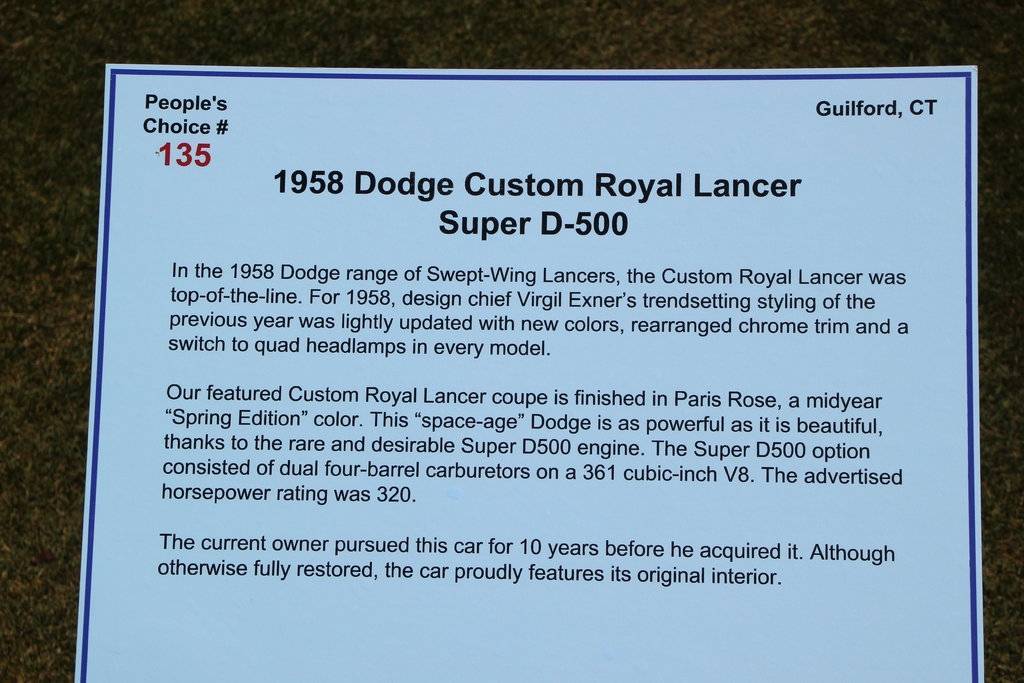 People's
Choice #
135
Guilford, CT
1958 Dodge Custom Royal Lancer
Super D-500
In the 1958 Dodge range of Swept-Wing Lancers, the Custom Royal Lancer was
top-of-the-line. For 1958, design chief Virgil Exner’s trendsetting styling of the
previous year was lightly updated with new colors, rearranged chrome trim and a
switch to quad headlamps in every model.
Our featured Custom Royal Lancer coupe is finished in Paris Rose, a midyear
“Spring Edition” color. This “space-age” Dodge is as powerful as it is beautiful,
thanks to the rare and desirable Super D500 engine. The Super D500 option
consisted of dual four-barrel carburetors on a 361 cubic-inch V8. The advertised
horsepower rating was 320.
The current owner pursued this car for 10 years before he acquired it. Although
otherwise fully restored, the car proudly features its original interior.